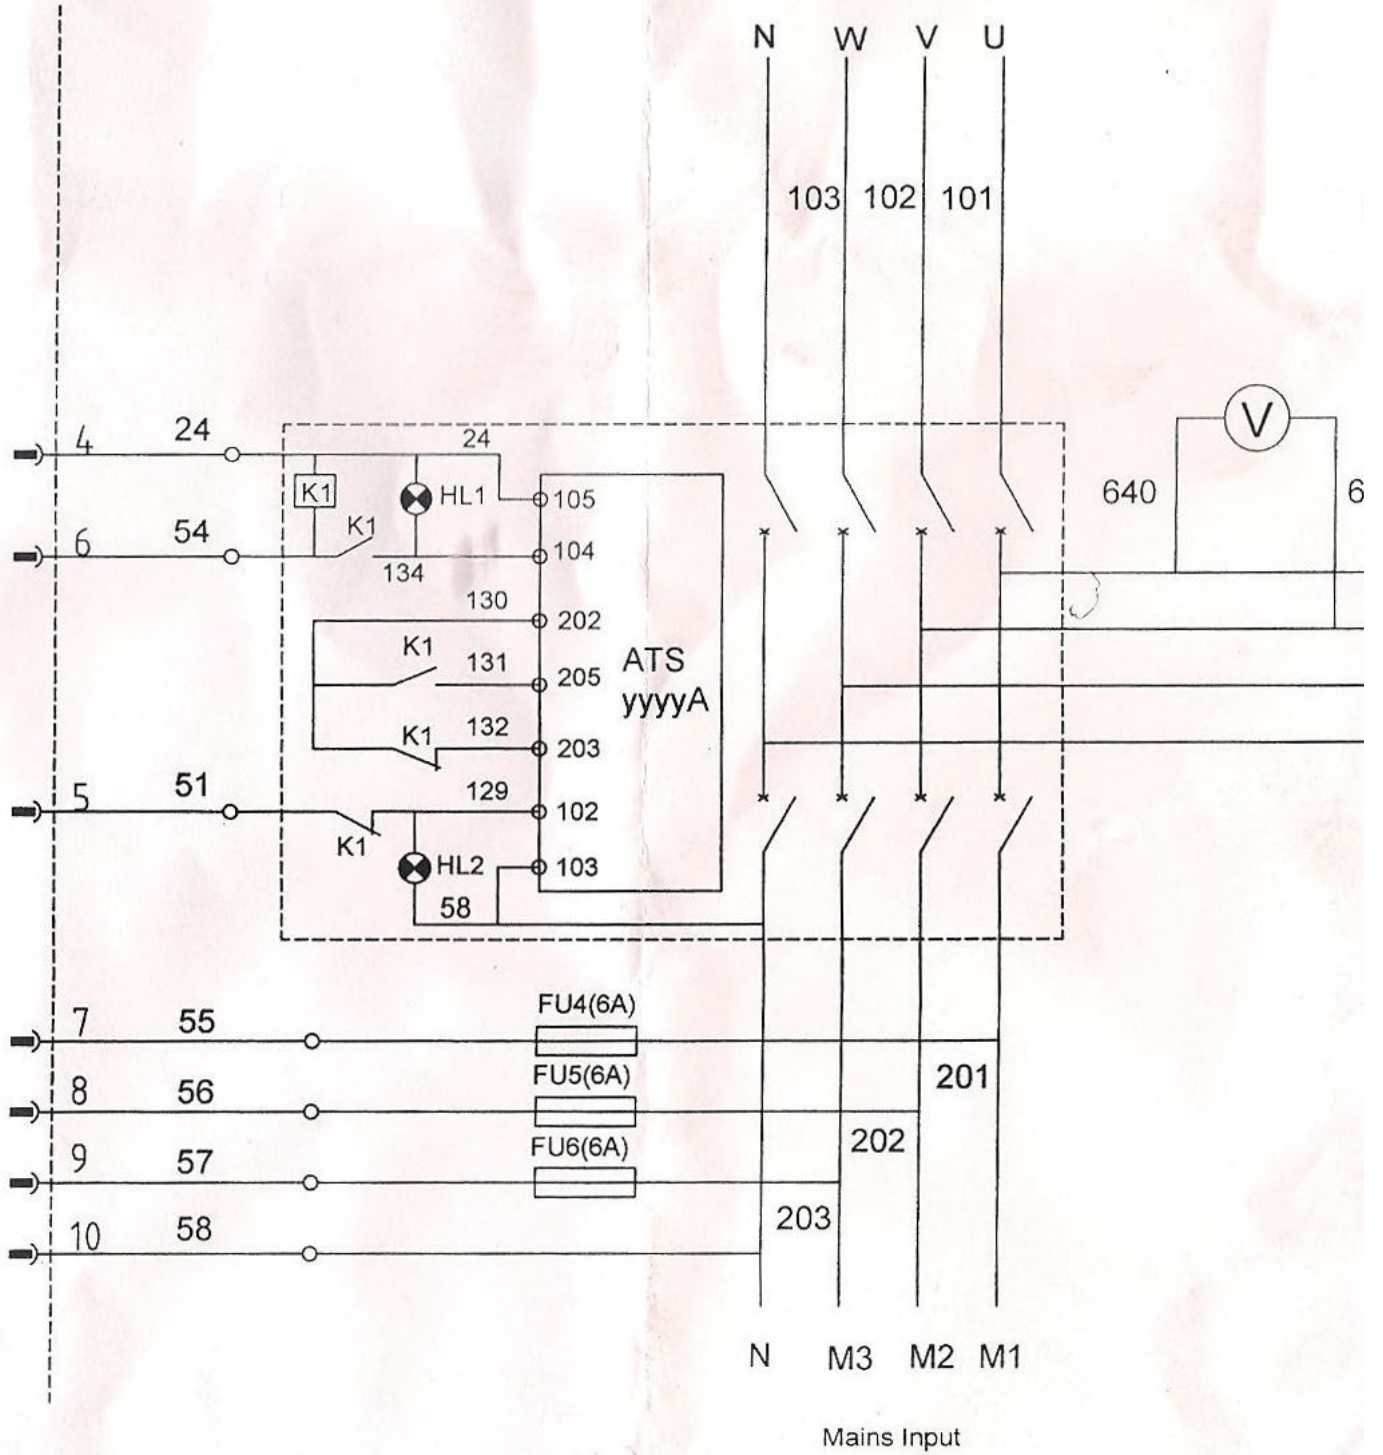 N W V U
103 102 101
4 24 24
V
K1 HL1 105
640 6
6 54 K1 104
134
130 202
K1 131 205
ATS
yyyyA
K1 132 203
5 51 129 102
K1 HL2 103
58
FU4(6A)
7 55
FU5(6A)
201
8 56
FU6(6A)
202
9 57
203
10 58
N M3 M2 M1
Mains Input